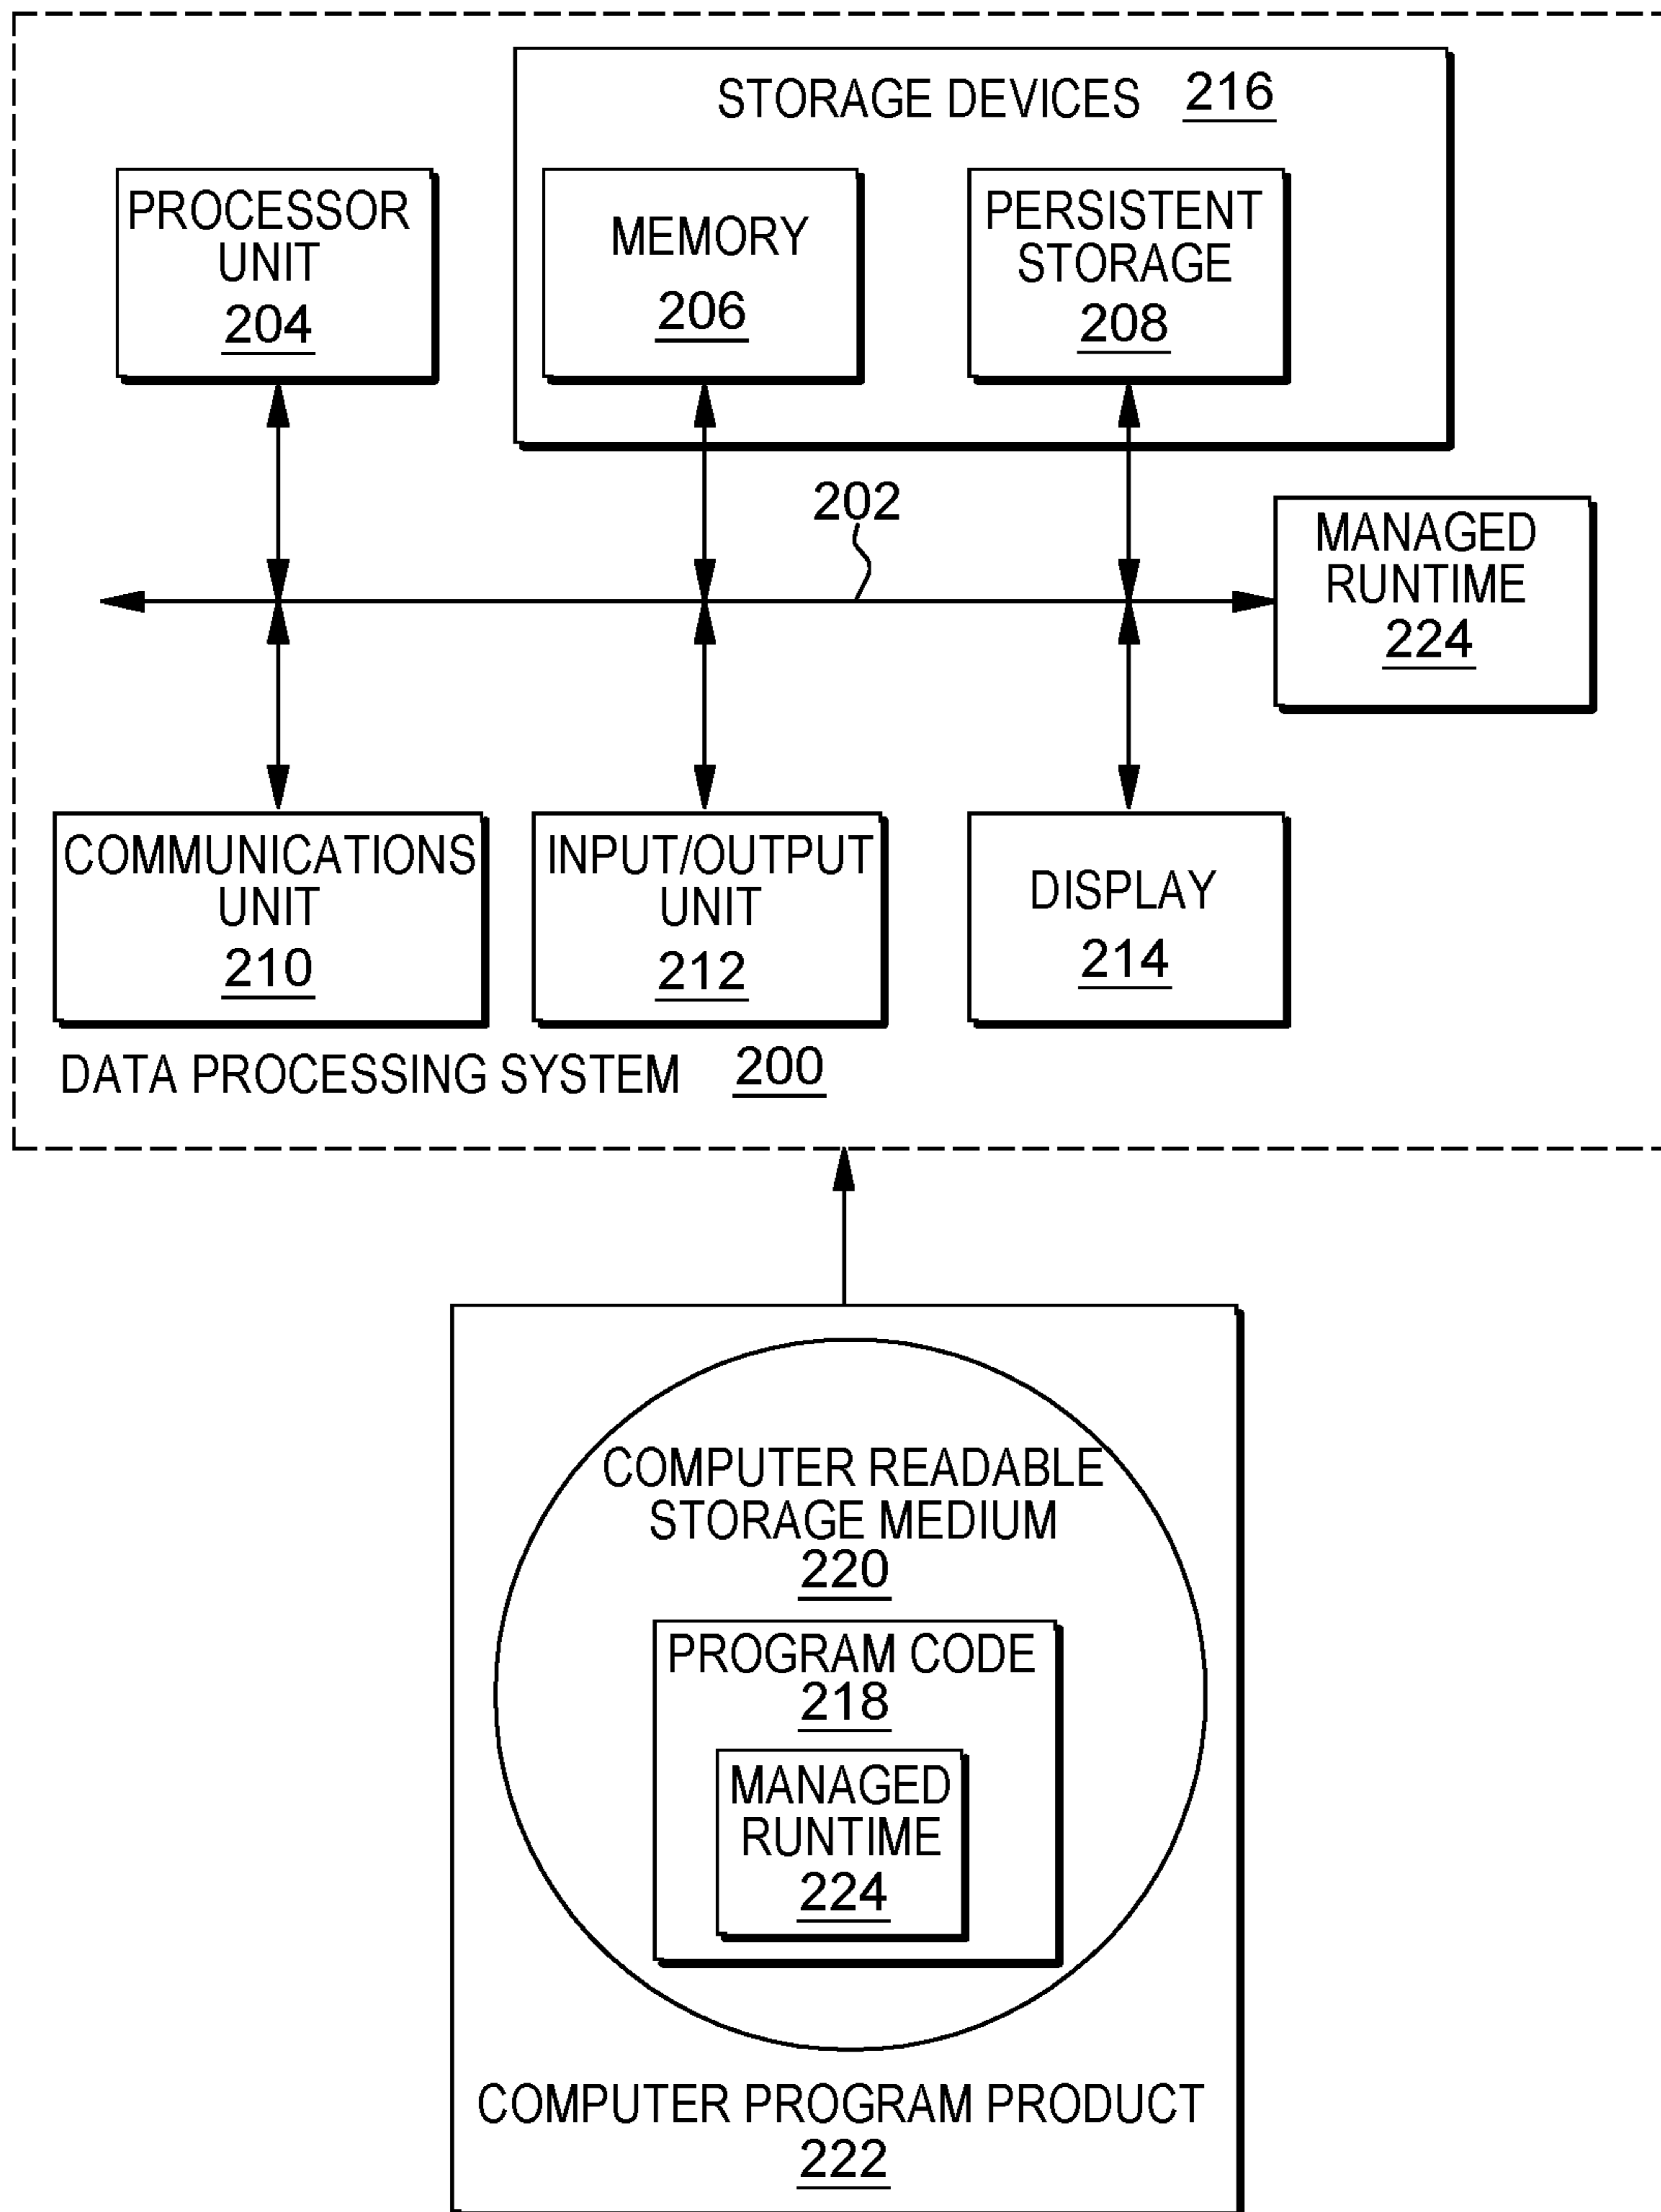 STORAGE DEVICES 216
PROCESSOR
UNIT
204
MEMORY
206
PERSISTENT
STORAGE
208
202
MANAGED
RUNTIME
224
COMMUNICATIONS
UNIT
210
INPUT/OUTPUT
UNIT
212
DISPLAY
214
DATA PROCESSING SYSTEM 200
COMPUTER READABLE
STORAGE MEDIUM
220
PROGRAM CODE
218
MANAGED
RUNTIME
224
COMPUTER PROGRAM PRODUCT
222